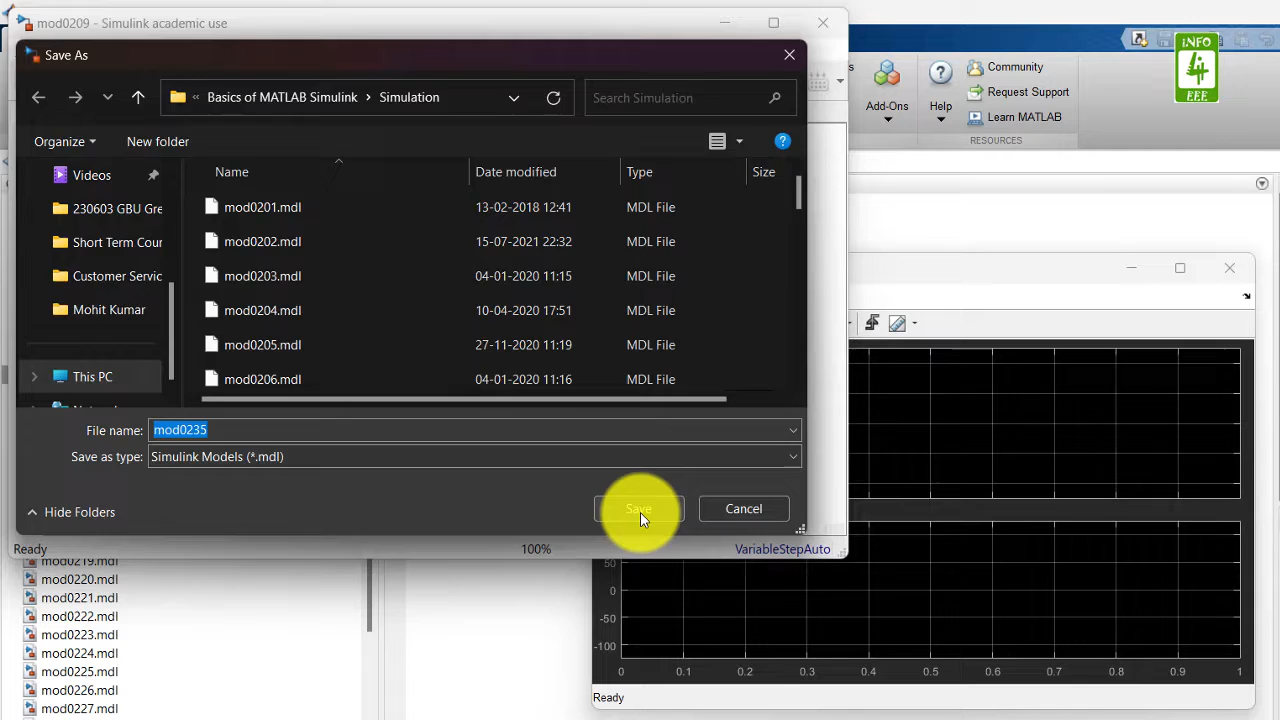 mod0209 - Simulink academic use
Save As
Basics of MATLAB Simulink
Simulation
Search Simulation
Organize
New folder
Name
Date modified
Type
Size
Videos
230603 GBU Gre
Short Term Cour
Customer Servic
Mohit Kumar
This PC
mod0201.mdl 13-02-2018 12:41 MDL File
mod0202.mdl 15-07-2021 22:32 MDL File
mod0203.mdl 04-01-2020 11:15 MDL File
mod0204.mdl 10-04-2020 17:51 MDL File
mod0205.mdl 27-11-2020 11:19 MDL File
mod0206.mdl 04-01-2020 11:16 MDL File
File name: mod0235
Save as type: Simulink Models (*.mdl)
Hide Folders
Save
Cancel
Ready
100%
VariableStepAuto
mod0219.mdl
mod0220.mdl
mod0221.mdl
mod0222.mdl
mod0223.mdl
mod0224.mdl
mod0225.mdl
mod0226.mdl
mod0227.mdl
Add-Ons
Help
Community
Request Support
Learn MATLAB
RESOURCES
iNFO
4
EEE
50
0
-50
-100
0 0.1 0.2 0.3 0.4 0.5 0.6 0.7 0.8 0.9 1
Ready